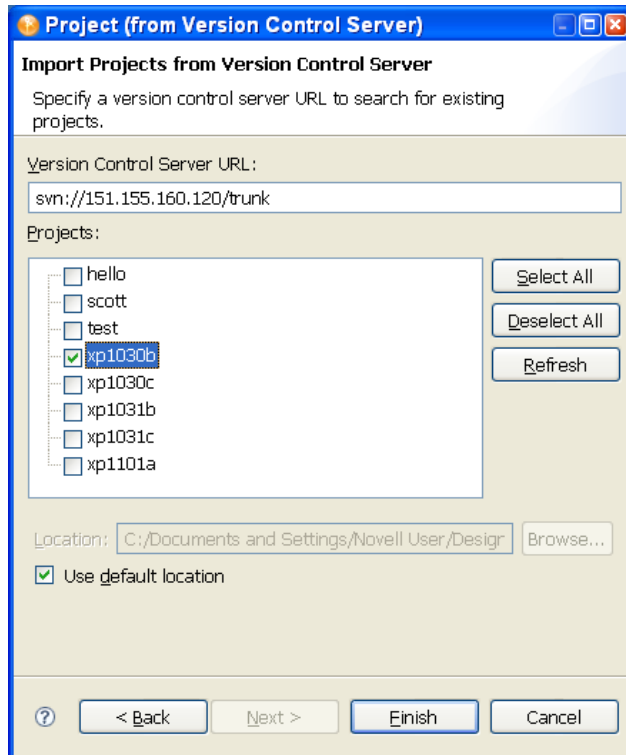 Project (from Version Control Server)
Import Projects from Version Control Server
Specify a version control server URL to search for existing
projects.
Version Control Server URL:
svn://151.155.160.120/trunk
Projects:
hello
scott
test
xp1030b
xp1030c
xp1031b
xp1031c
xp1101a
Select All
Deselect All
Refresh
Location: C:/Documents and Settings/Novell User/Desigr Browse...
Use default location
? < Back Next > Finish Cancel